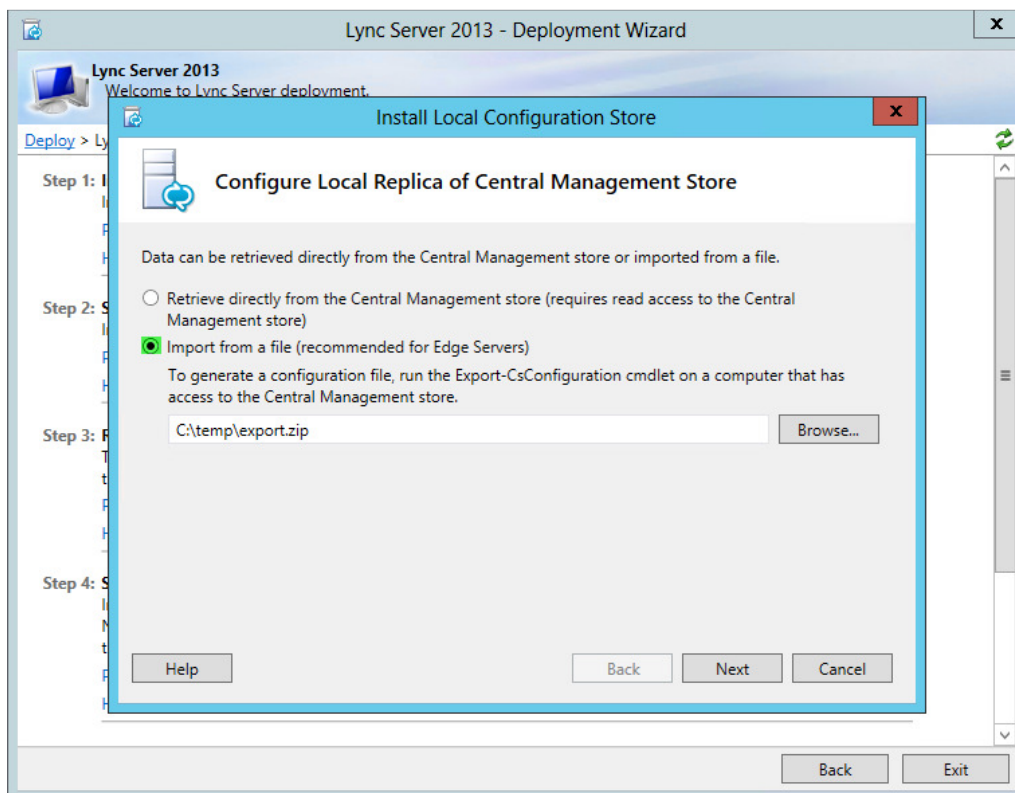 Lync Server 2013 - Deployment Wizard
x
Lync Server 2013
Welcome to Lync Server deployment.
Install Local Configuration Store
x
Deploy > Ly
Configure Local Replica of Central Management Store
Step 1:
Data can be retrieved directly from the Central Management store or imported from a file.
Retrieve directly from the Central Management store (requires read access to the Central
Management store)
Step 2: S
Import from a file (recommended for Edge Servers)
To generate a configuration file, run the Export-CsConfiguration cmdlet on a computer that has
access to the Central Management store.
C:\temp\export.zip
Browse...
Step 3:
Step 4: S
Help
Back
Next
Cancel
Back
Exit